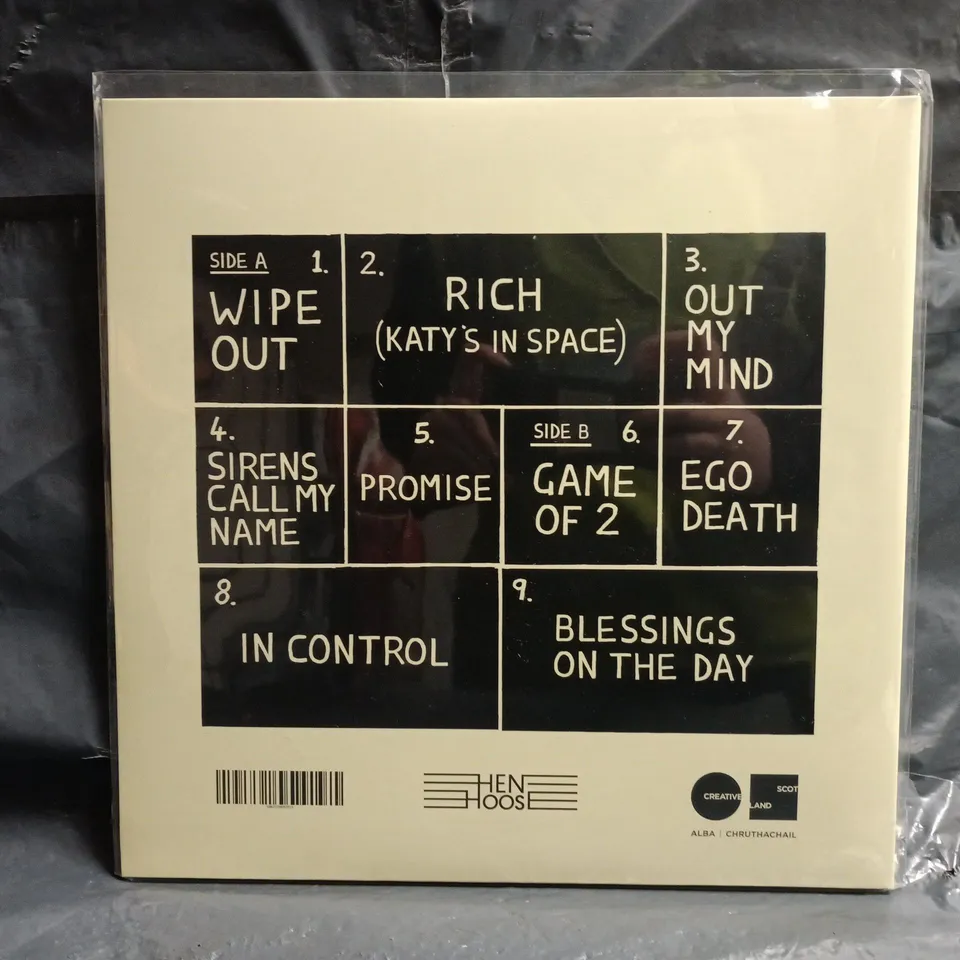 SIDE A 1.
WIPE
OUT
2.
RICH
(KATY'S IN SPACE)
3.
OUT
MY
MIND
4.
SIRENS
CALL MY
NAME
5.
PROMISE
SIDE B 6.
GAME
OF 2
7.
EGO
DEATH
8.
IN CONTROL
9.
BLESSINGS
ON THE DAY
HEN
HOOSE
CREATIVE
SCOT
LAND
ALBA | CHRUTHACHAIL